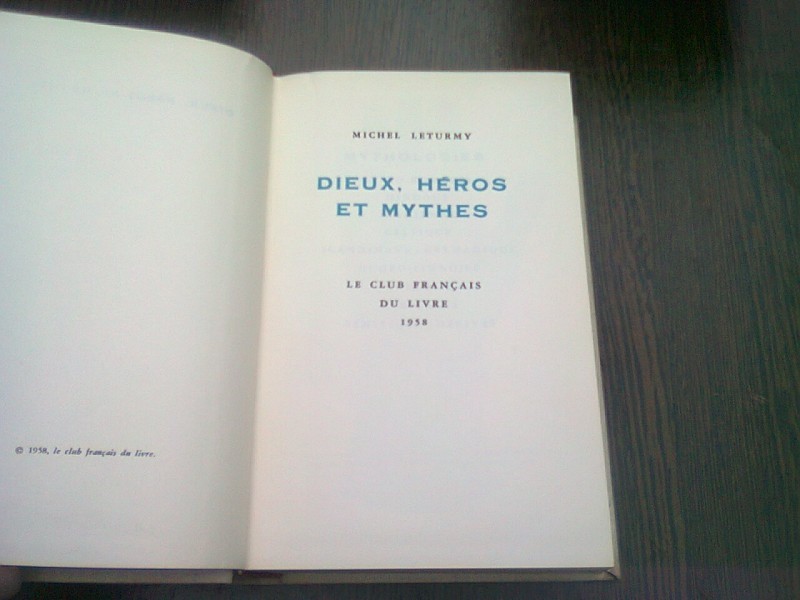 © 1958, le club français du livre.
MICHEL LETURMY
DIEUX, HÉROS
ET MYTHES
LE CLUB FRANÇAIS
DU LIVRE
1958